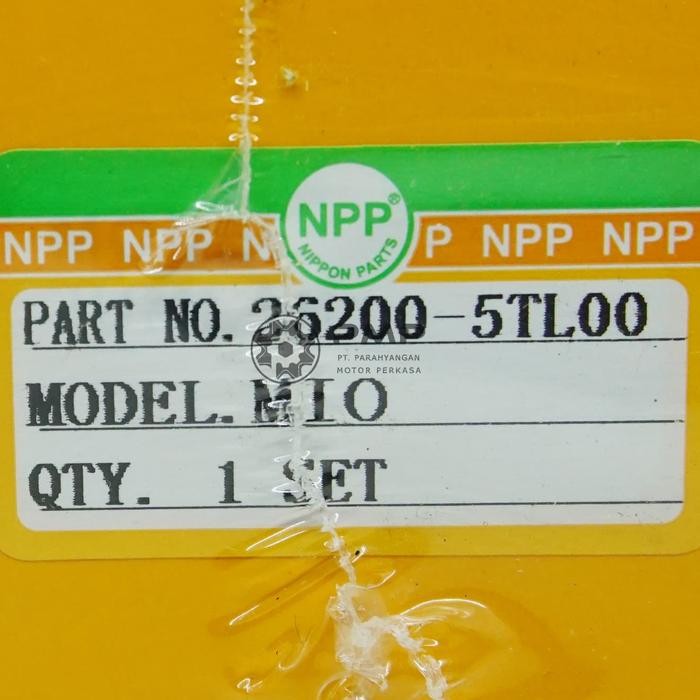 NPP®
NIPPON PARTS
NPP NPP N P NPP NPP
PART NO. 26200-5TL00
PT. PARAHYANGAN
MOTOR PERKASA
MODEL. MIO
QTY. 1 SET